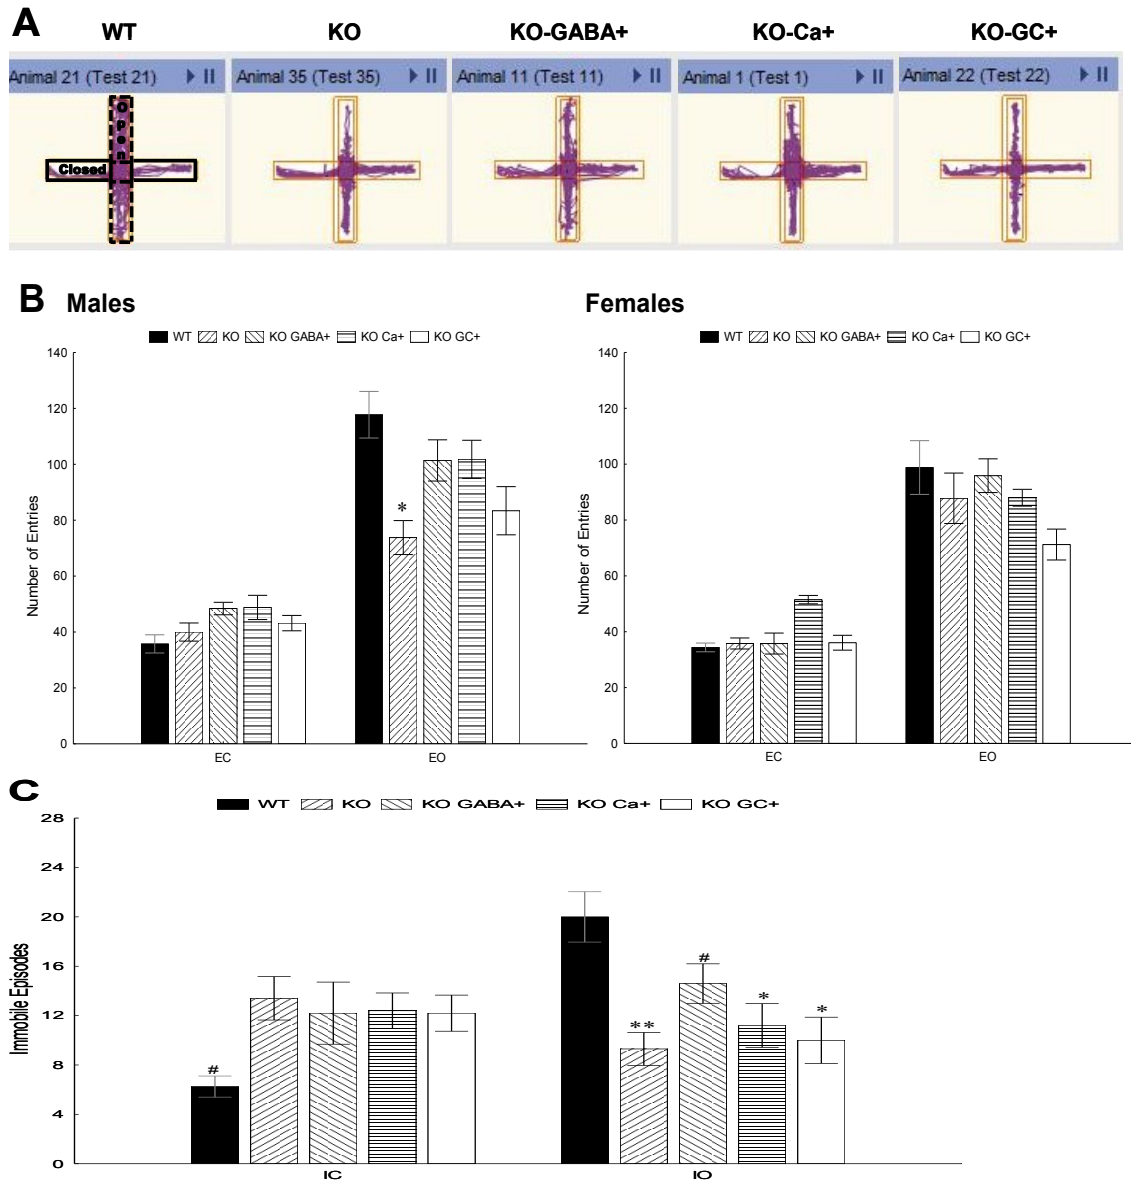 A
WT KO KO-GABA+ KO-Ca+ KO-GC+
Animal 21 (Test 21) Animal 35 (Test 35) Animal 11 (Test 11) Animal 1 (Test 1) Animal 22 (Test 22)
Open
Closed
B Males Females
WT KO KO GABA+ KO Ca+ KO GC+
140
120
100
80
60
40
20
0
Number of Entries
*
EC EO
WT KO KO GABA+ KO Ca+ KO GC+
140
120
100
80
60
40
20
0
Number of Entries
EC EO
C
WT KO KO GABA+ KO Ca+ KO GC+
28
24
20
16
12
8
4
0
Immobile Episodes
#
** # * *
IC IO